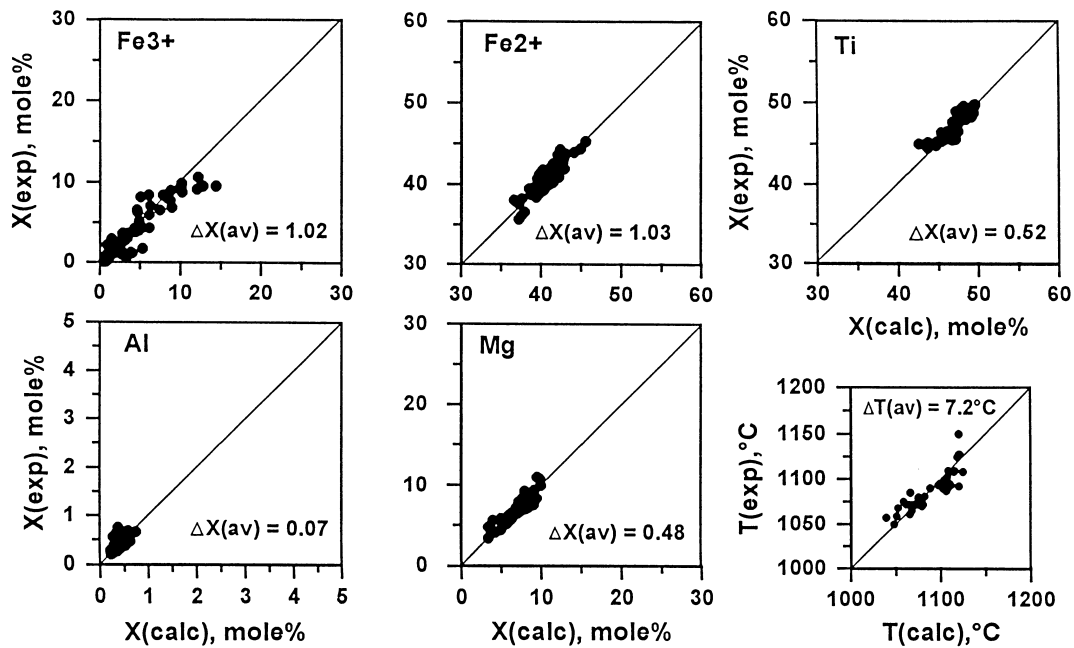 Fe3+
X(exp), mole%
30
20
10
0
ΔX(av) = 1.02
0
10
20
30
Fe2+
60
50
40
30
ΔX(av) = 1.03
30
40
50
60
Ti
X(exp), mole%
60
50
40
30
ΔX(av) = 0.52
30
40
50
60
X(calc), mole%
Al
X(exp), mole%
5
4
3
2
1
0
ΔX(av) = 0.07
0
1
2
3
4
5
X(calc), mole%
Mg
30
20
10
0
ΔX(av) = 0.48
0
10
20
30
X(calc), mole%
ΔT(av) = 7.2°C
T(exp),°C
1200
1150
1100
1050
1000
1000
1100
1200
T(calc),°C